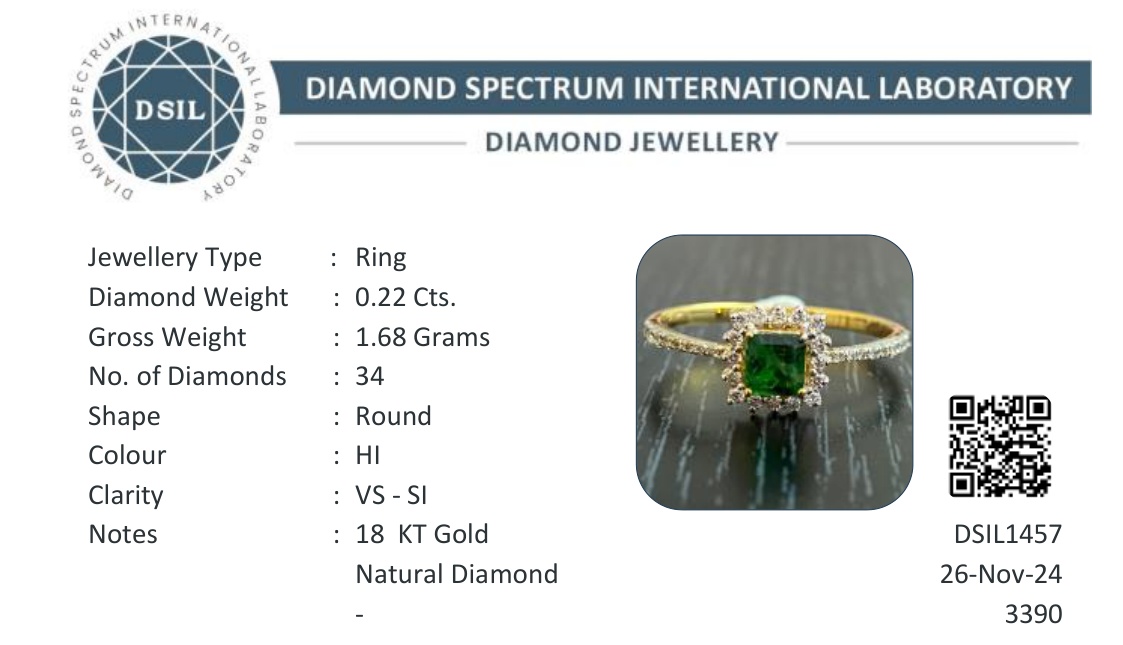 DIAMOND SPECTRUM INTERNATIONAL LABORATORY
DSIL
DIAMOND SPECTRUM INTERNATIONAL LABORATORY
DIAMOND JEWELLERY
Jewellery Type : Ring
Diamond Weight : 0.22 Cts.
Gross Weight : 1.68 Grams
No. of Diamonds : 34
Shape : Round
Colour : HI
Clarity : VS - SI
Notes : 18 KT Gold
Natural Diamond
-
DSIL1457
26-Nov-24
3390